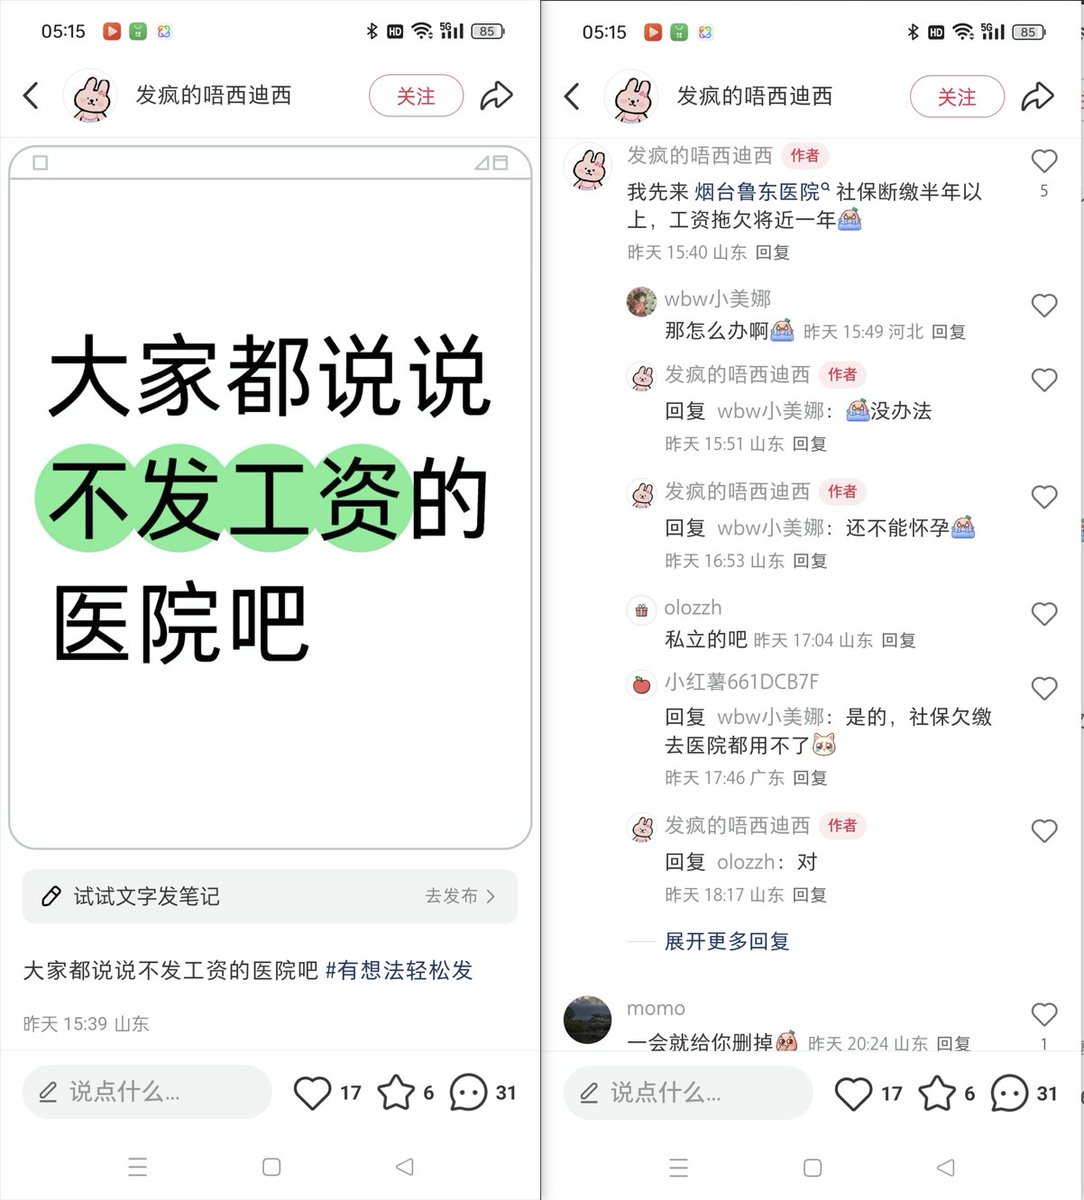 05:15
HD
5G
85
发疯的唔西迪西
关注
大家都说说
不发工资的
医院吧
试试文字发笔记
去发布
大家都说说不发工资的医院吧 #有想法轻松发
昨天 15:39 山东
说点什么...
17
6
31
05:15
HD
5G
85
发疯的唔西迪西
关注
发疯的唔西迪西 作者
我先来 烟台鲁东医院 社保断缴半年以
上，工资拖欠将近一年
5
昨天 15:40 山东 回复
wbw小美娜
那怎么办啊 昨天 15:49 河北 回复
发疯的唔西迪西 作者
回复 wbw小美娜：没办法
昨天 15:51 山东 回复
发疯的唔西迪西 作者
回复 wbw小美娜：还不能怀孕
昨天 16:53 山东 回复
olozzh
私立的吧 昨天 17:04 山东 回复
小红薯661DCB7F
回复 wbw小美娜：是的，社保欠缴
去医院都用不了
昨天 17:46 广东 回复
发疯的唔西迪西 作者
回复 olozzh：对
昨天 18:17 山东 回复
展开更多回复
momo
一会就给你删掉 昨天 20:24 山东 回复
1
说点什么...
17
6
31